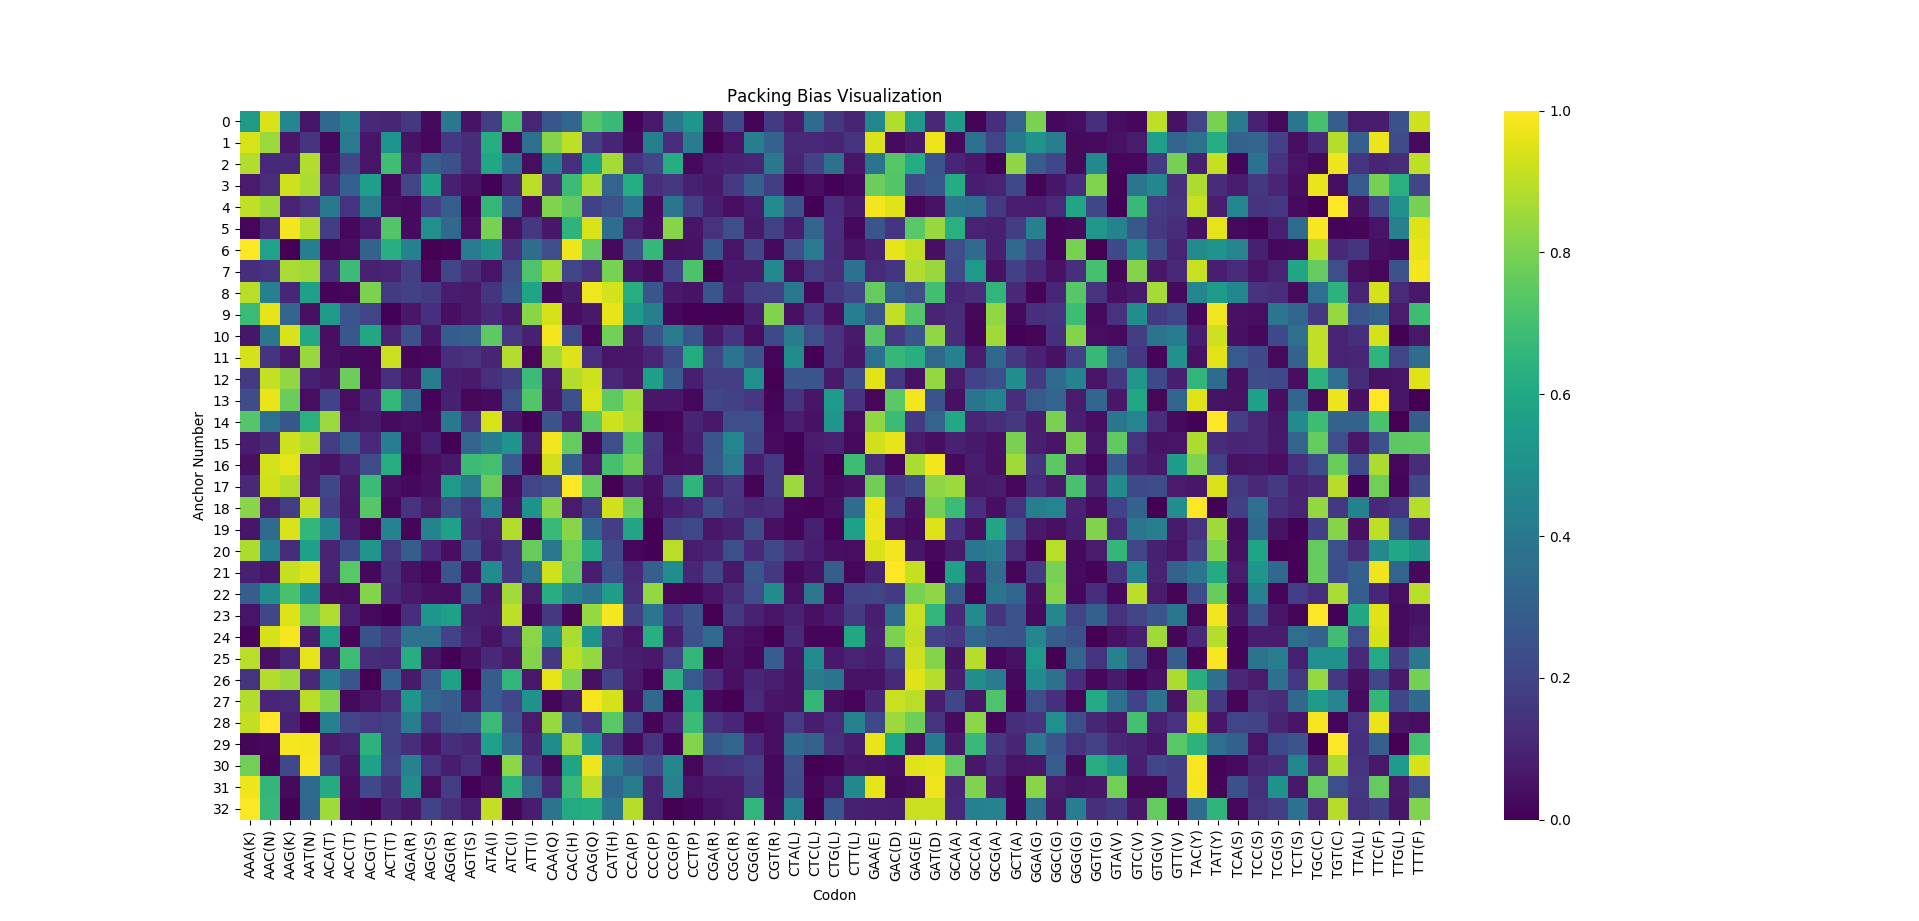 Packing Bias Visualization
Anchor Number
0
1
2
3
4
5
6
7
8
9
10
11
12
13
14
15
16
17
18
19
20
21
22
23
24
25
26
27
28
29
30
31
32
AAA(K)
AAC(N)
AAG(K)
AAT(N)
ACA(T)
ACC(T)
ACG(T)
ACT(T)
AGA(R)
AGC(S)
AGG(R)
AGT(S)
ATA(I)
ATC(I)
ATT(I)
CAA(Q)
CAC(H)
CAG(Q)
CAT(H)
CCA(P)
CCC(P)
CCG(P)
CCT(P)
CGA(R)
CGC(R)
CGG(R)
CGT(R)
CTA(L)
CTC(L)
CTG(L)
CTT(L)
GAA(E)
GAC(D)
GAG(E)
GAT(D)
GCA(A)
GCC(A)
GCG(A)
GCT(A)
GGA(G)
GGC(G)
GGG(G)
GGT(G)
GTA(V)
GTC(V)
GTG(V)
GTT(V)
TAC(Y)
TAT(Y)
TCA(S)
TCC(S)
TCG(S)
TCT(S)
TGC(C)
TGT(C)
TTA(L)
TTC(F)
TTG(L)
TTT(F)
Codon
1.0
0.8
0.6
0.4
0.2
0.0